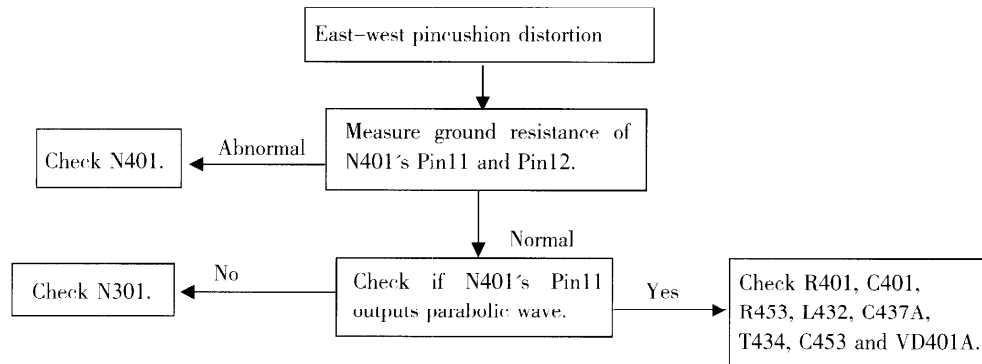 East-west pincushion distortion
Measure ground resistance of
N401's Pin11 and Pin12.
Abnormal
Check N401.
Normal
Check if N401's Pin11
outputs parabolic wave.
No
Check N301.
Yes
Check R401, C401,
R453, L432, C437A,
T434, C453 and VD401A.